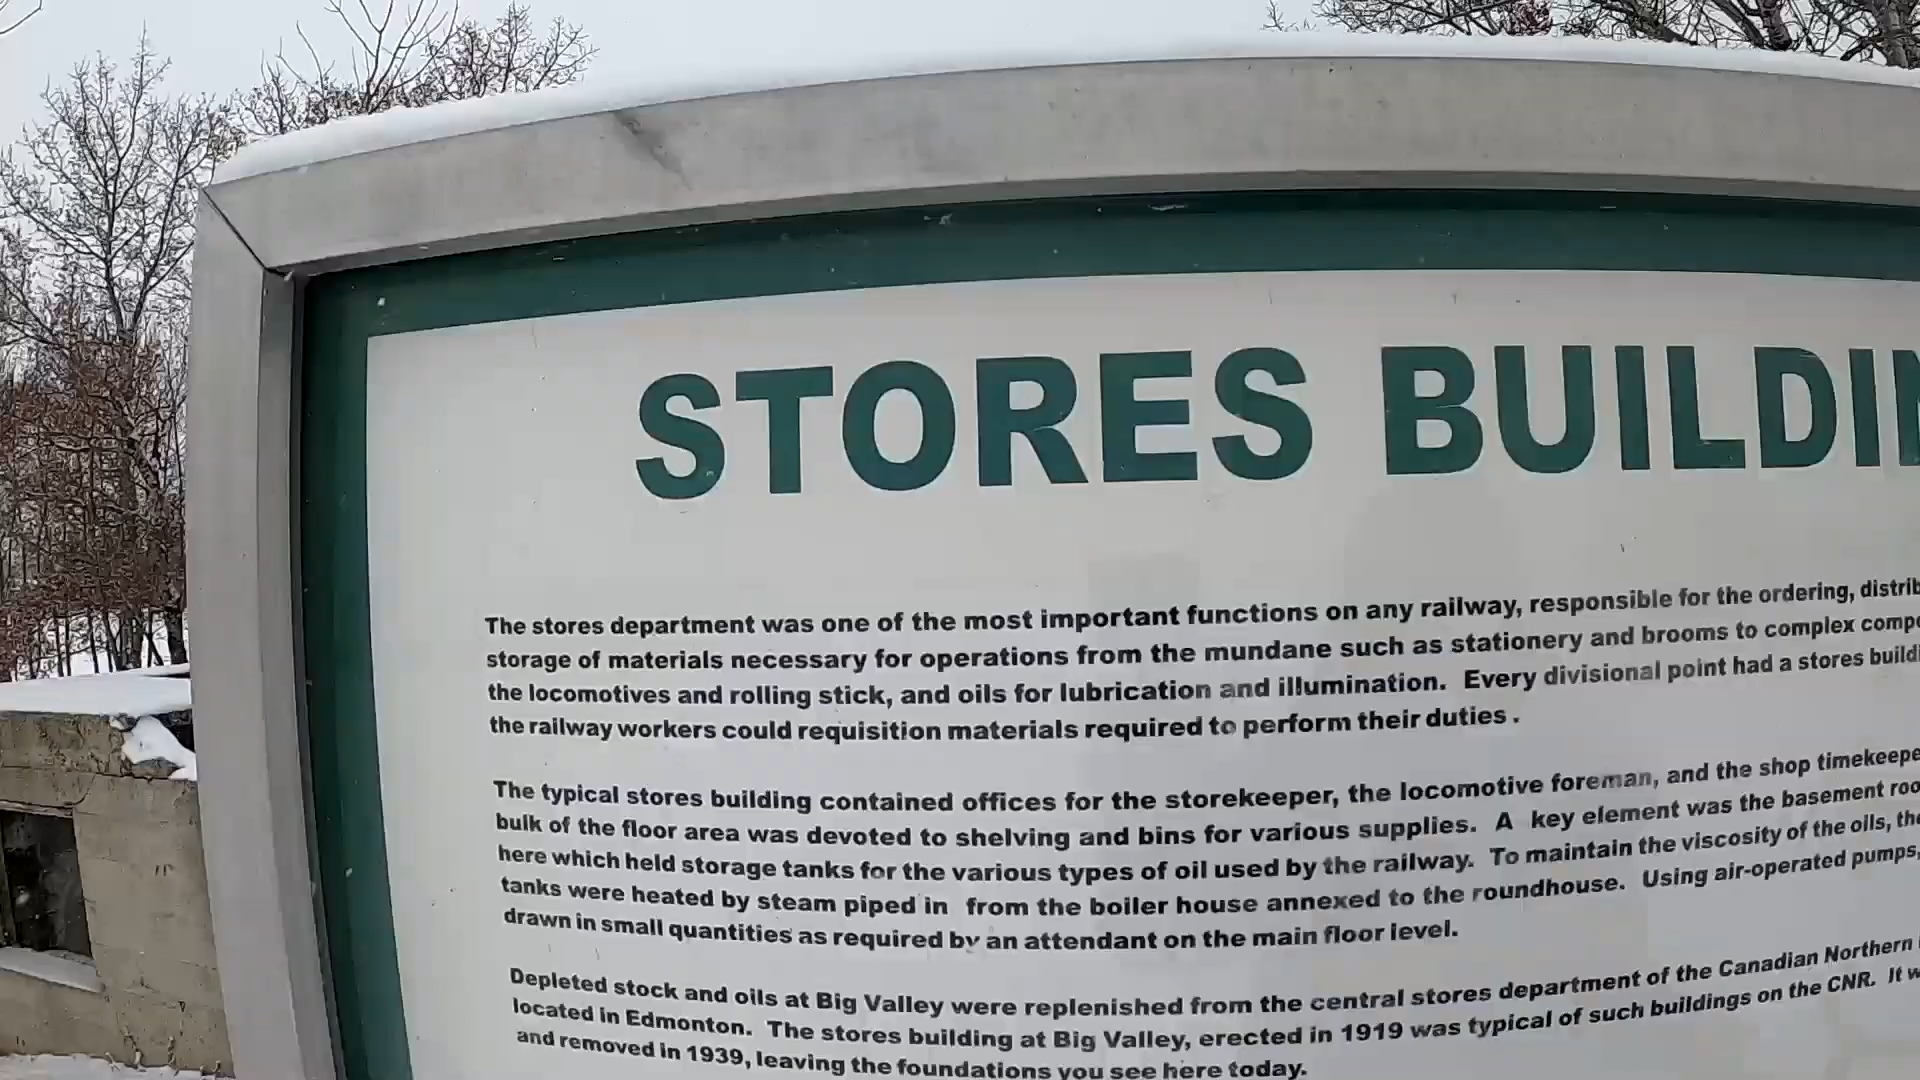 STORES BUILDIN
The stores department was one of the most important functions on any railway, responsible for the ordering, distrib
storage of materials necessary for operations from the mundane such as stationery and brooms to complex comp
the locomotives and rolling stick, and oils for lubrication and illumination. Every divisional point had a stores buildi
the railway workers could requisition materials required to perform their duties .
The typical stores building contained offices for the storekeeper, the locomotive foreman, and the shop timekeepe
bulk of the floor area was devoted to shelving and bins for various supplies. A key element was the basement roo
here which held storage tanks for the various types of oil used by the railway. To maintain the viscosity of the oils, the
tanks were heated by steam piped in from the boiler house annexed to the roundhouse. Using air-operated pumps,
drawn in small quantities as required by an attendant on the main floor level.
Depleted stock and oils at Big Valley were replenished from the central stores department of the Canadian Northern
located in Edmonton. The stores building at Big Valley, erected in 1919 was typical of such buildings on the CNR. It w
and removed in 1939, leaving the foundations you see here today.